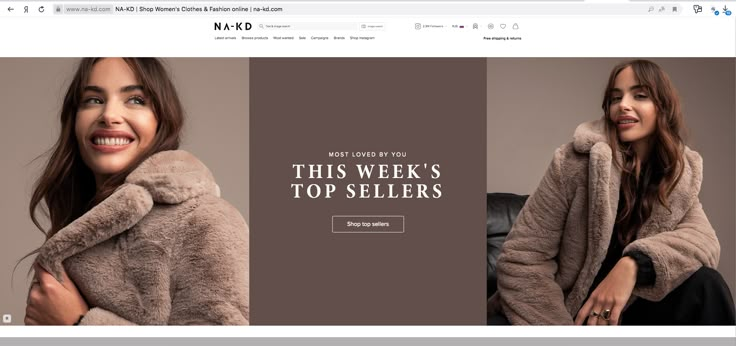 www.na-kd.com NA-KD | Shop Women's Clothes & Fashion online | na-kd.com
NA-KD
Latest arrivals Browse products Most wanted Sale Campaigns Brands Shop Instagram
Free shipping & returns
MOST LOVED BY YOU
THIS WEEK'S
TOP SELLERS
Shop top sellers